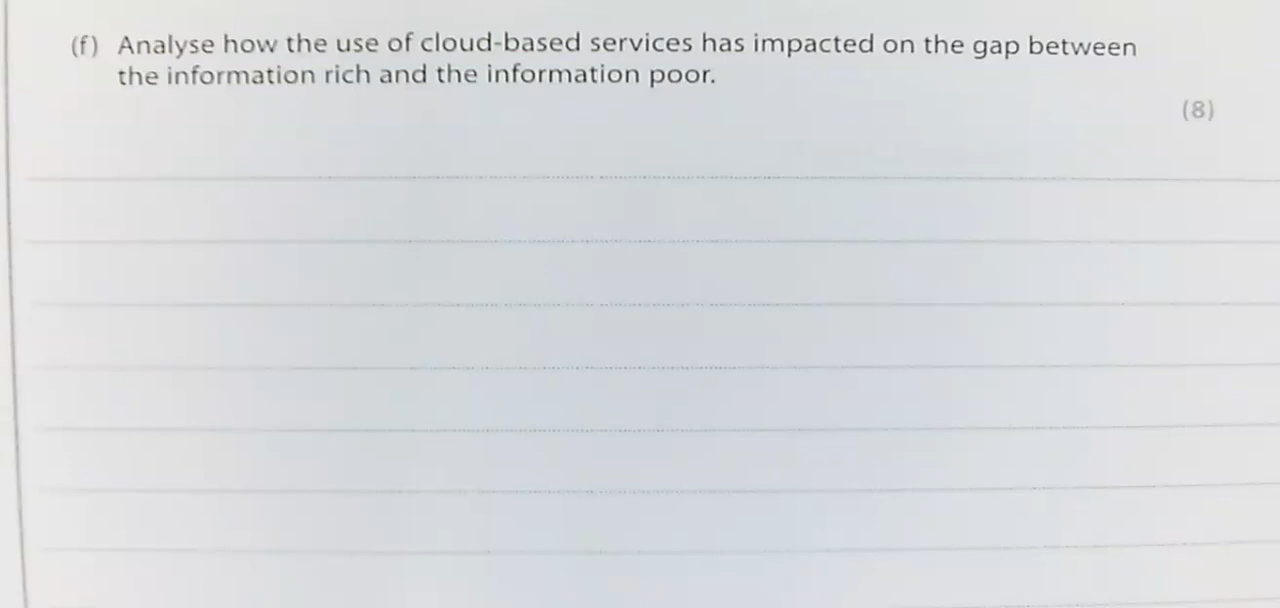 (f) Analyse how the use of cloud-based services has impacted on the gap between
the information rich and the information poor.
(8)